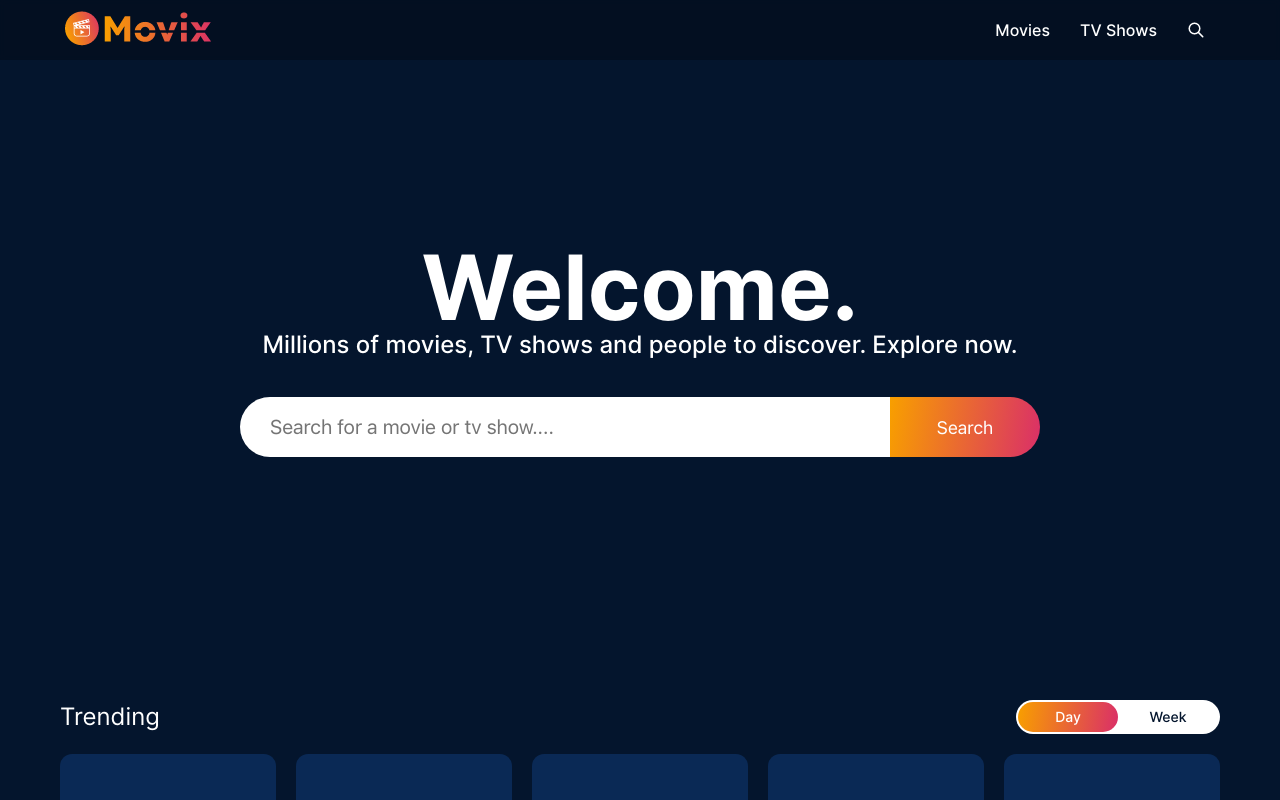 Movix
Movies
TV Shows
Welcome.
Millions of movies, TV shows and people to discover. Explore now.
Search for a movie or tv show....
Search
Trending
Day
Week